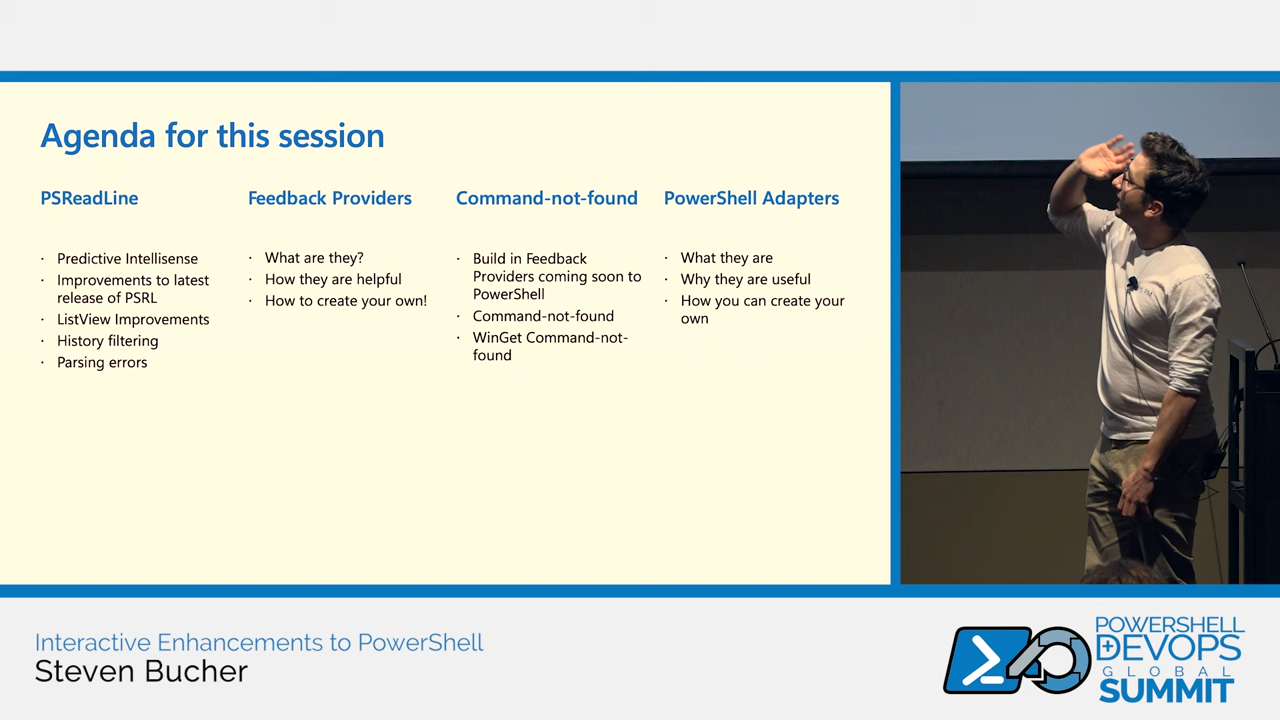 Agenda for this session
PSReadLine
· Predictive Intellisense
· Improvements to latest
release of PSRL
· ListView Improvements
· History filtering
· Parsing errors
Feedback Providers
· What are they?
· How they are helpful
· How to create your own!
Command-not-found
· Build in Feedback
Providers coming soon to
PowerShell
· Command-not-found
· WinGet Command-not-
found
PowerShell Adapters
· What they are
· Why they are useful
· How you can create your
own
Interactive Enhancements to PowerShell
Steven Bucher
POWERSHELL
DEVOPS
GLOBAL
SUMMIT